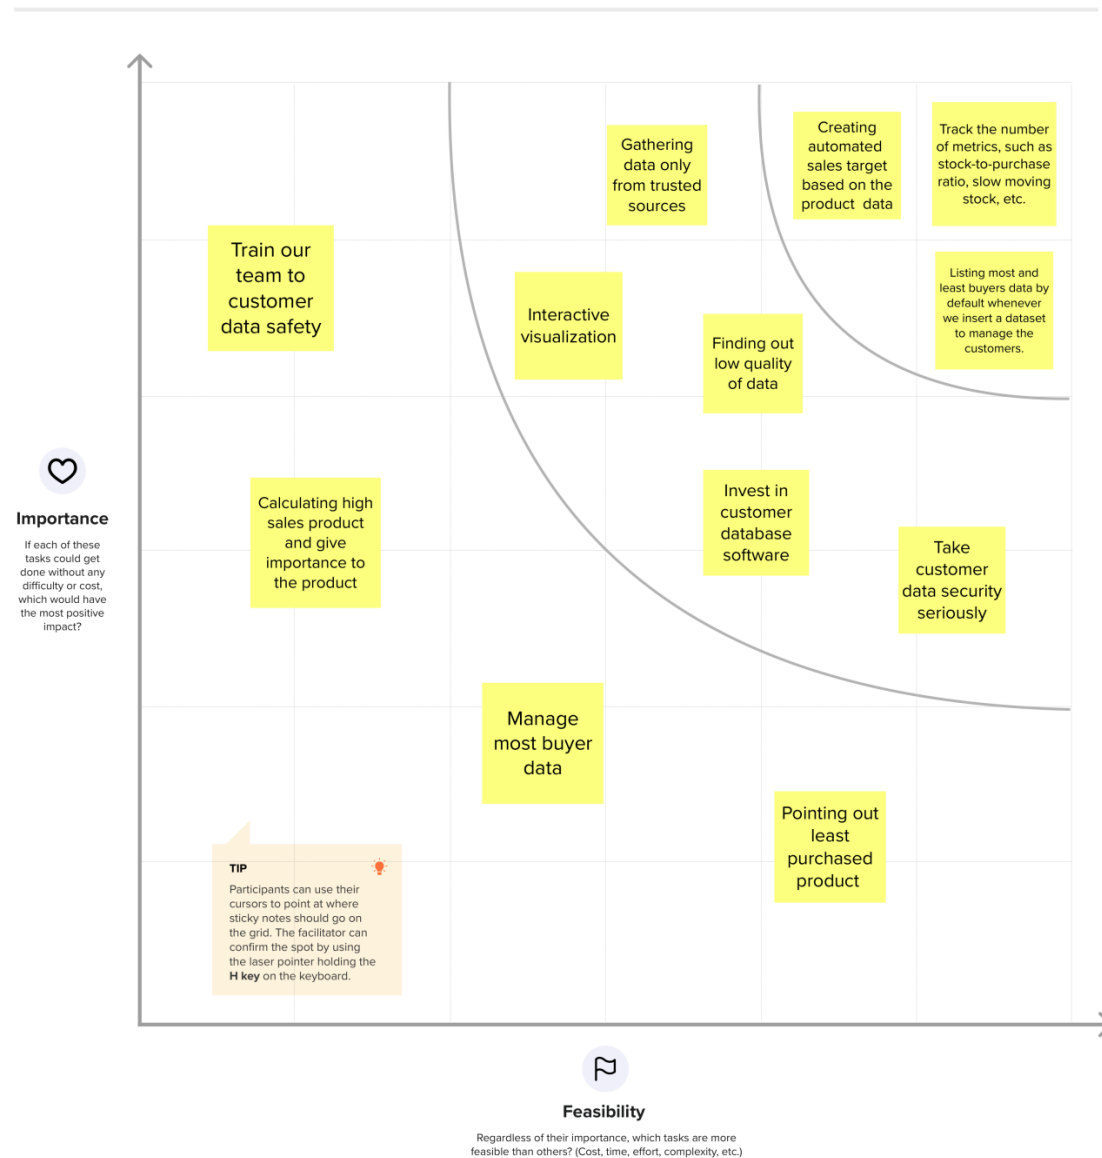 Creating
automated
sales target
based on the
product data
Track the number
of metrics, such as
stock-to-purchase
ratio, slow moving
stock, etc.
Gathering
data only
from trusted
sources
Train our
team to
customer
data safety
Listing most and
least buyers data by
default whenever
we insert a dataset
to manage the
customers.
Interactive
visualization
Finding out
low quality
of data
Importance
If each of these
tasks could get
done without any
difficulty or cost,
which would have
the most positive
impact?
Calculating high
sales product
and give
importance to
the product
Invest in
customer
database
software
Take
customer
data security
seriously
Manage
most buyer
data
Pointing out
least
purchased
product
TIP
Participants can use their
cursors to point at where
sticky notes should go on
the grid. The facilitator can
confirm the spot by using
the laser pointer holding the
H key on the keyboard.
Feasibility
Regardless of their importance, which tasks are more
feasible than others? (Cost, time, effort, complexity, etc.)